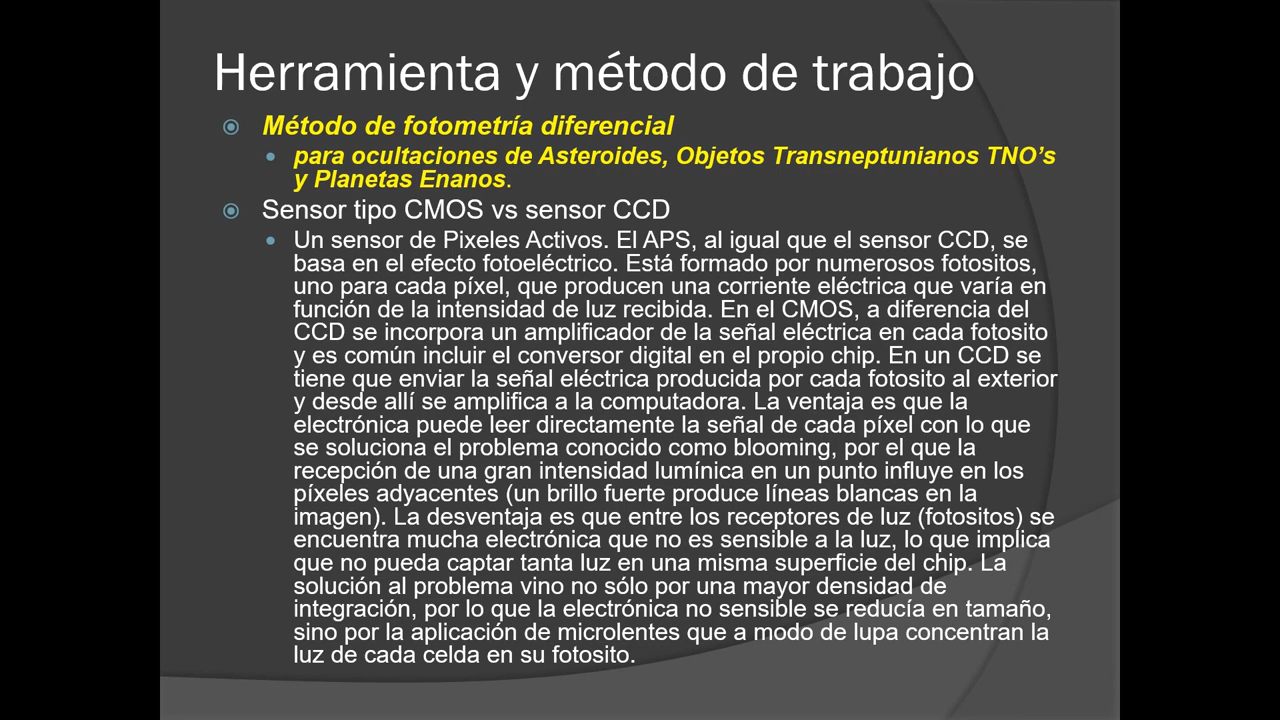 Herramienta y método de trabajo
Método de fotometría diferencial
para ocultaciones de Asteroides, Objetos Transneptunianos TNO’s
y Planetas Enanos.
Sensor tipo CMOS vs sensor CCD
Un sensor de Pixeles Activos. El APS, al igual que el sensor CCD, se
basa en el efecto fotoeléctrico. Está formado por numerosos fotositos,
uno para cada píxel, que producen una corriente eléctrica que varía en
función de la intensidad de luz recibida. En el CMOS, a diferencia del
CCD se incorpora un amplificador de la señal eléctrica en cada fotosito
y es común incluir el conversor digital en el propio chip. En un CCD se
tiene que enviar la señal eléctrica producida por cada fotosito al exterior
y desde allí se amplifica a la computadora. La ventaja es que la
electrónica puede leer directamente la señal de cada píxel con lo que
se soluciona el problema conocido como blooming, por el que la
recepción de una gran intensidad lumínica en un punto influye en los
píxeles adyacentes (un brillo fuerte produce líneas blancas en la
imagen). La desventaja es que entre los receptores de luz (fotositos) se
encuentra mucha electrónica que no es sensible a la luz, lo que implica
que no pueda captar tanta luz en una misma superficie del chip. La
solución al problema vino no sólo por una mayor densidad de
integración, por lo que la electrónica no sensible se reducía en tamaño,
sino por la aplicación de microlentes que a modo de lupa concentran la
luz de cada celda en su fotosito.